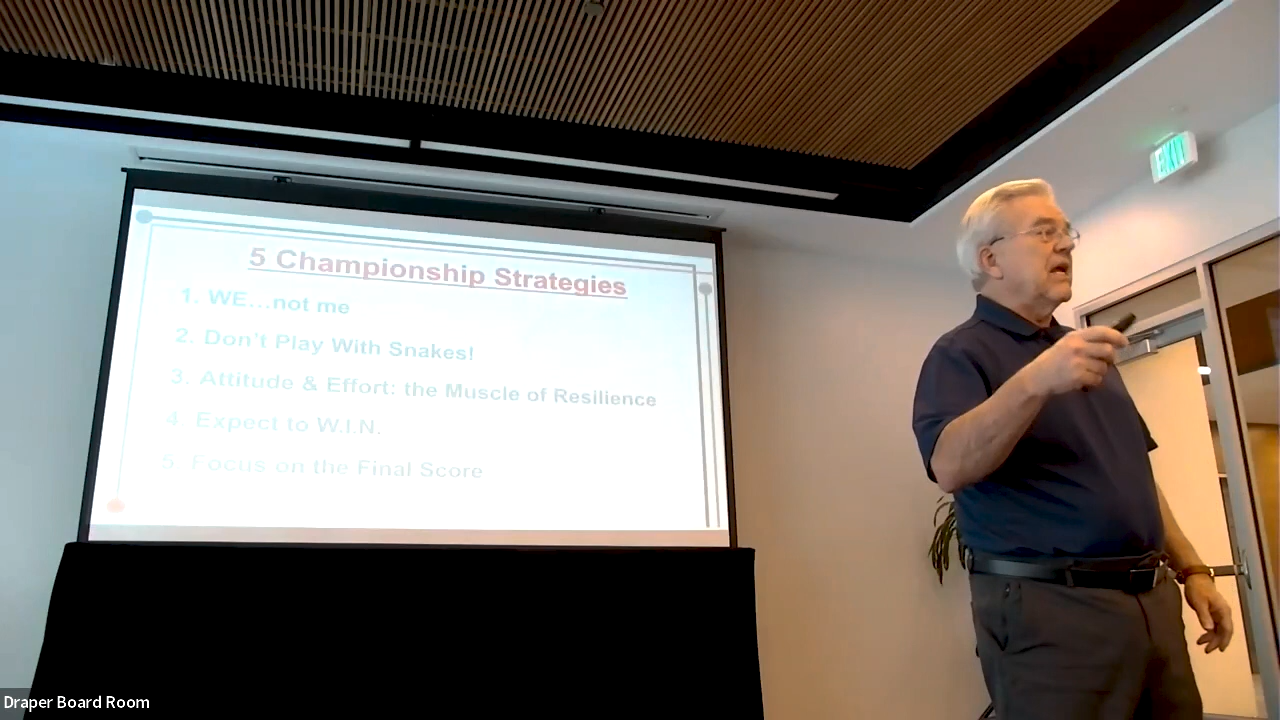 EXIT
5 Championship Strategies
1. WE...not me
2. Don't Play With Snakes!
3. Attitude & Effort: the Muscle of Resilience
4. Expect to W.I.N.
5. Focus on the Final Score
Draper Board Room